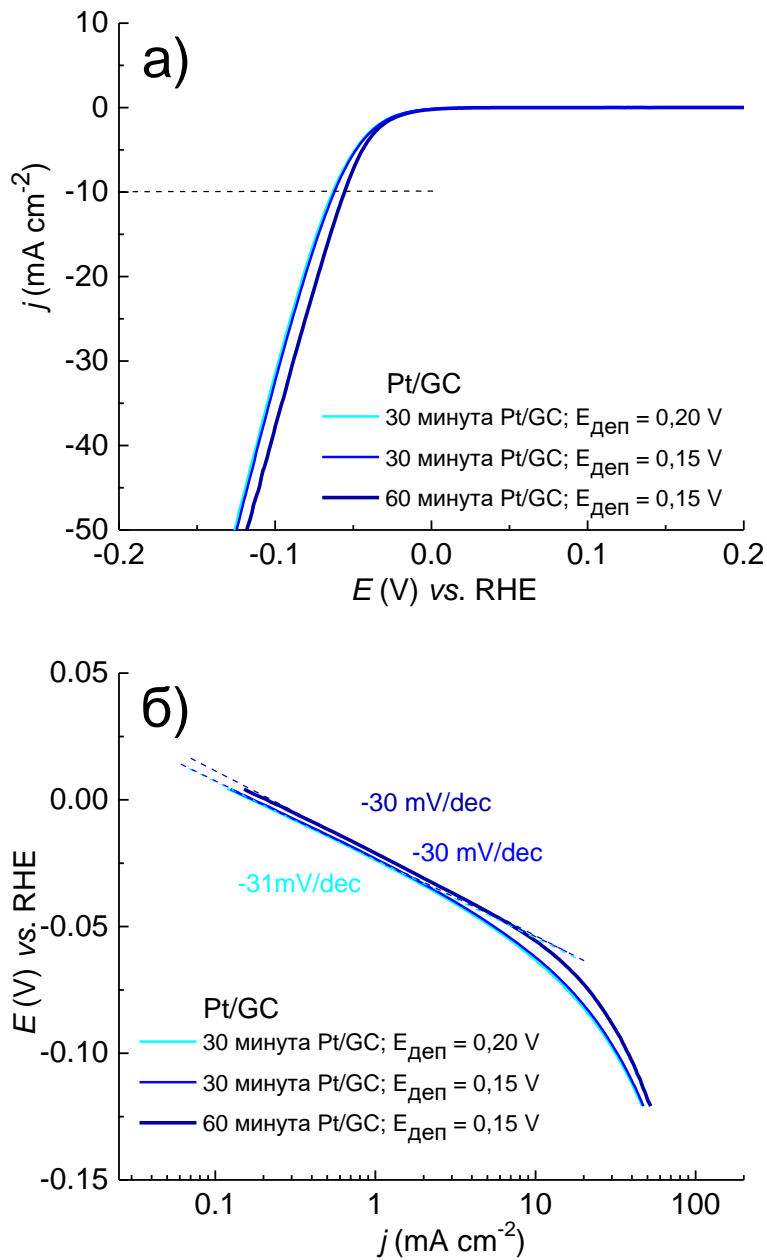 а)
10
0
-10
-20
-30
-40
-50
j (mA cm-2)
Pt/GC
30 минута Pt/GC; Eдеп = 0,20 V
30 минута Pt/GC; Eдеп = 0,15 V
60 минута Pt/GC; Eдеп = 0,15 V
-0.2 -0.1 0.0 0.1 0.2
E (V) vs. RHE
б)
0.05
0.00
-0.05
-0.10
-0.15
E (V) vs. RHE
-30 mV/dec
-30 mV/dec
-31mV/dec
Pt/GC
30 минута Pt/GC; Eдеп = 0,20 V
30 минута Pt/GC; Eдеп = 0,15 V
60 минута Pt/GC; Eдеп = 0,15 V
0.1 1 10 100
j (mA cm-2)